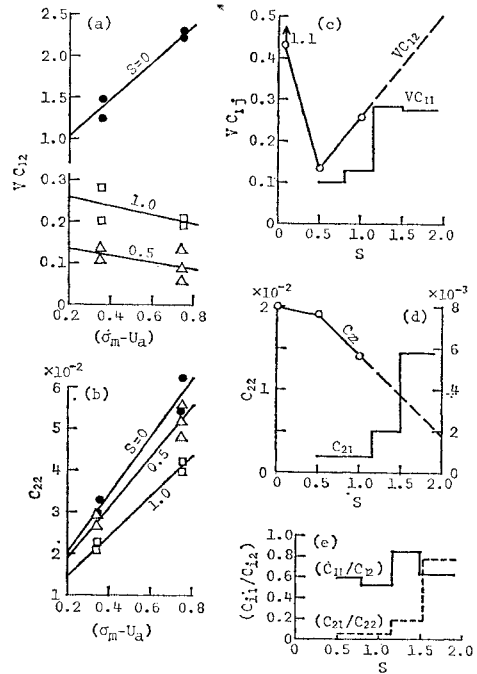 (a)
2.5
2.0
1.5
1.0
0.3
0.2
0.1
0
V C₁₂
S=0
1.0
0.5
0.2 0.4 0.6 0.8
(σₘ-Uₐ)
×10⁻²
(b)
6
5
4
3
2
1
C₂₂
S=0
0.5
1.0
0.2 0.4 0.6 0.8
(σₘ-Uₐ)
0.5
(c)
1.1
VC₁₂
0.4
0.3
VC₁₁
0.2
0.1
V C₁ⱼ
0 0.5 1.0 1.5 2.0
S
×10⁻²
×10⁻³
2
8
(d)
6
1
4
2
0
0
C₂₂
C₂₁
0 0.5 1.0 1.5 2.0
S
1.0
(e)
0.8
0.6
(C₁₁/C₁₂)
0.4
0.2
(C₂₁/C₂₂)
0
(Cᵢ₁/Cᵢ₂)
0 0.5 1.0 1.5 2.0
S